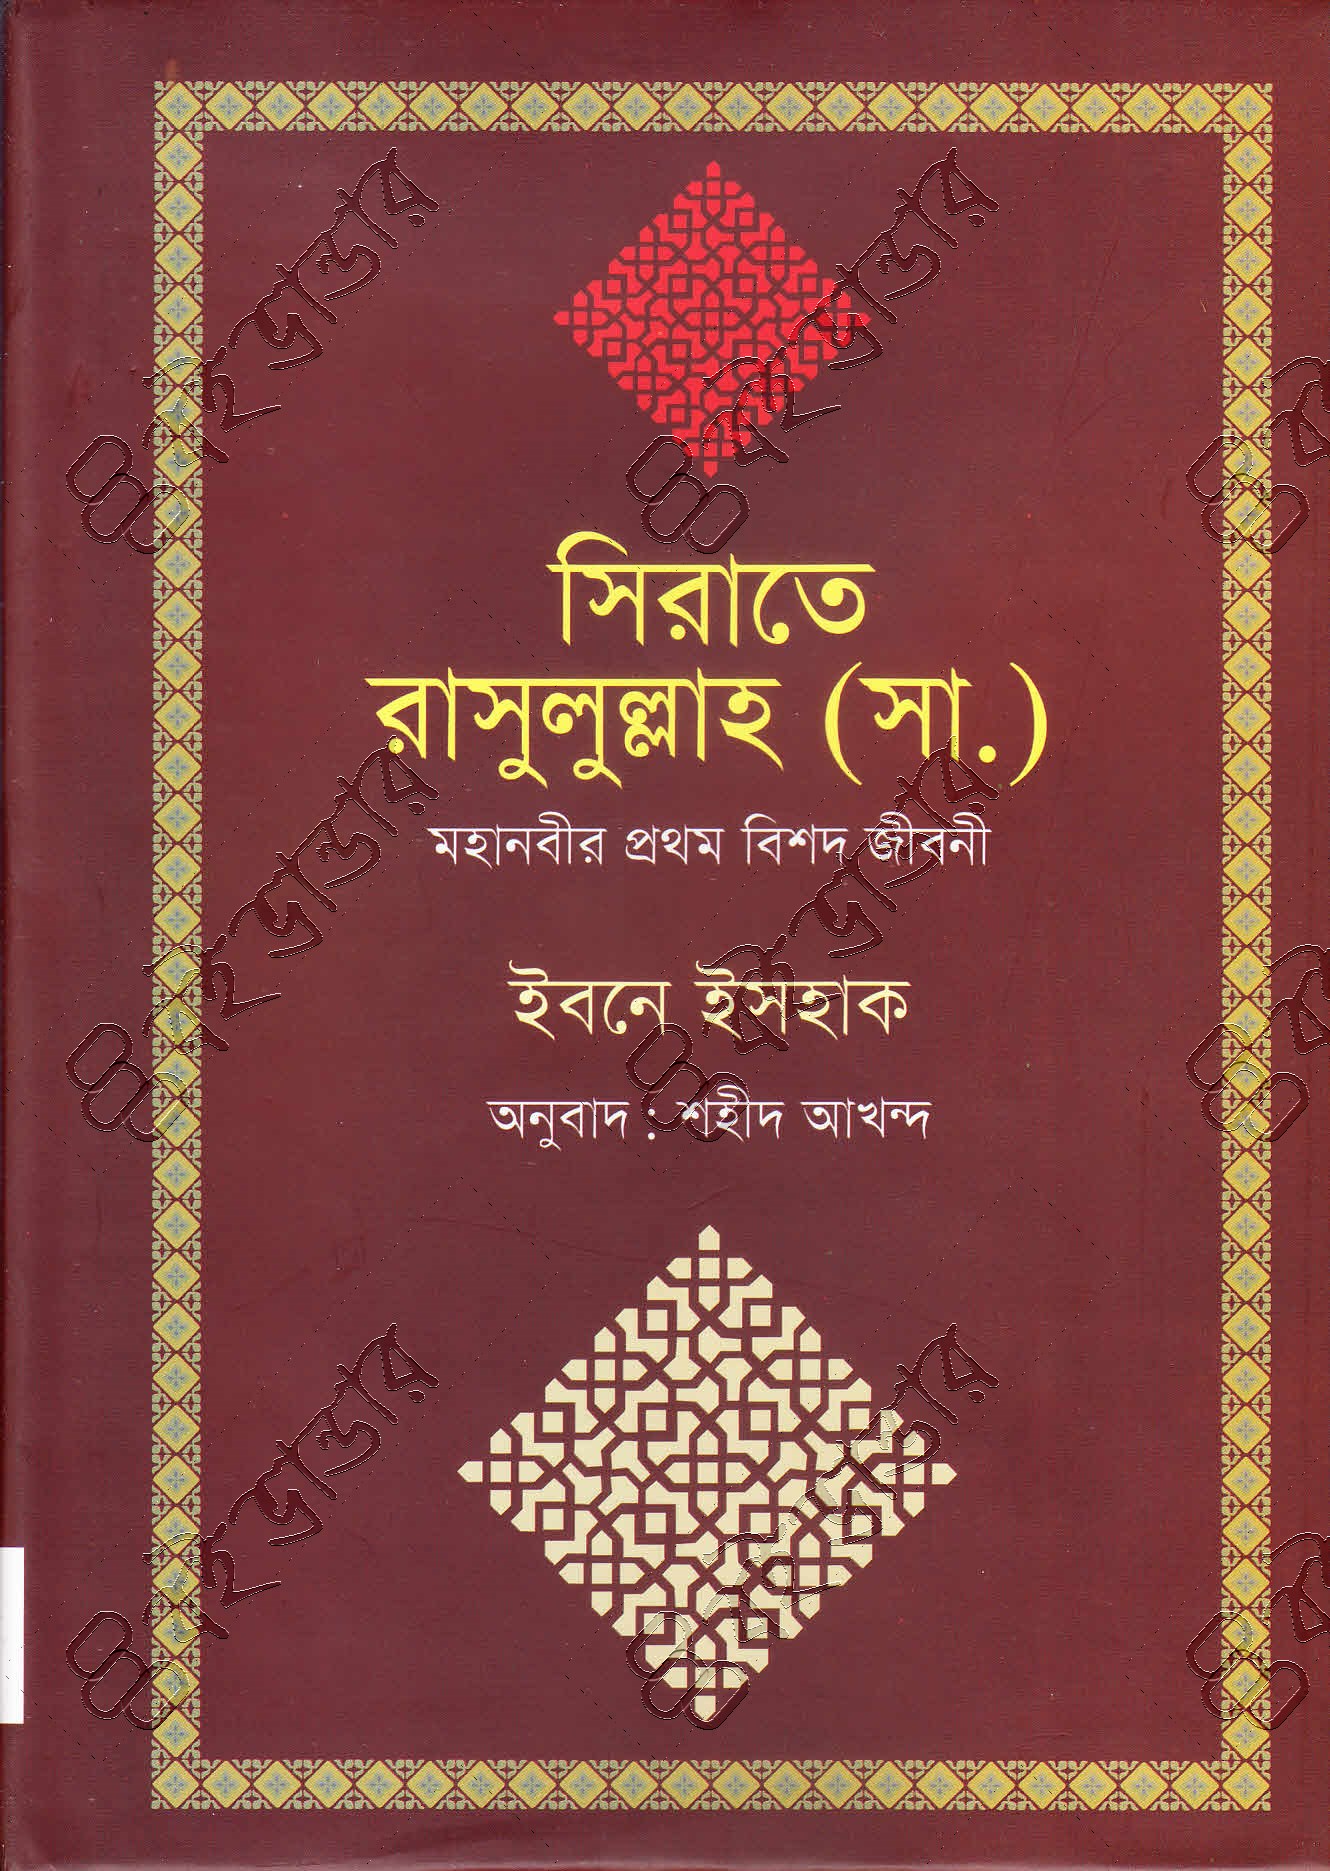 সিরাতে
রাসুলুল্লাহ (সা.)
মহানবীর প্রথম বিশদ জীবনী
ইবনে ইসহাক
অনুবাদ : শহীদ আখন্দ